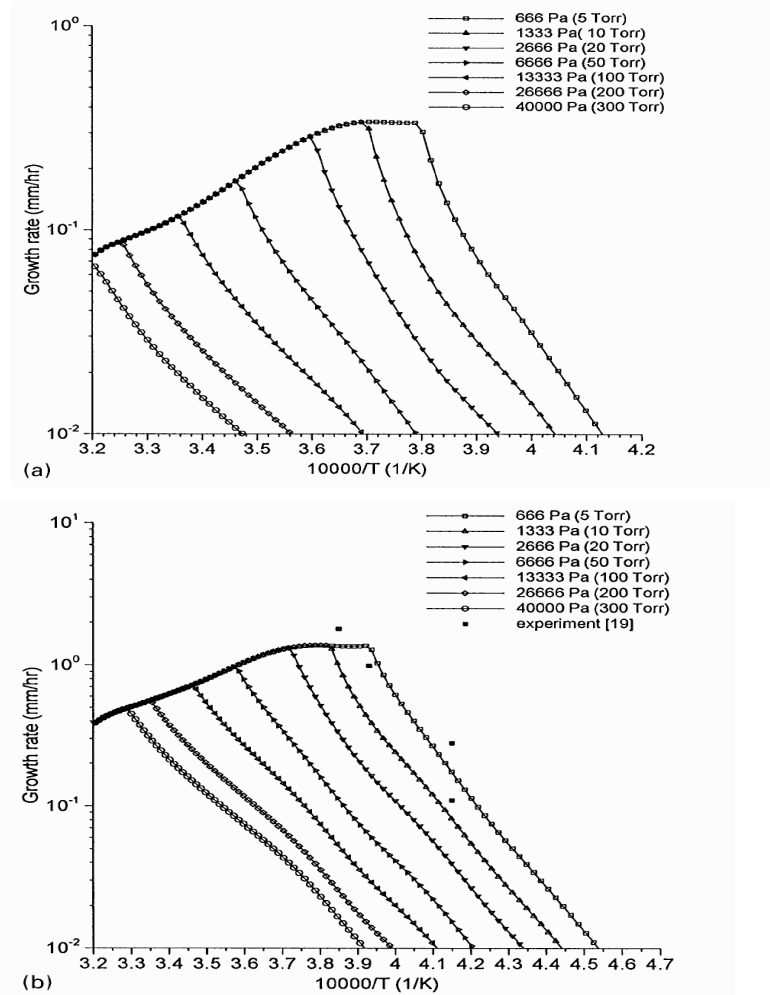 666 Pa (5 Torr)
1333 Pa( 10 Torr)
2666 Pa (20 Torr)
6666 Pa (50 Torr)
13333 Pa (100 Torr)
26666 Pa (200 Torr)
40000 Pa (300 Torr)
10⁰
10⁻¹
10⁻²
Growth rate (mm/hr)
3.2 3.3 3.4 3.5 3.6 3.7 3.8 3.9 4 4.1 4.2
10000/T (1/K)
(a)
666 Pa (5 Torr)
1333 Pa (10 Torr)
2666 Pa (20 Torr)
6666 Pa (50 Torr)
13333 Pa (100 Torr)
26666 Pa (200 Torr)
40000 Pa (300 Torr)
experiment [19]
10¹
10⁰
10⁻¹
10⁻²
Growth rate (mm/hr)
3.2 3.3 3.4 3.5 3.6 3.7 3.8 3.9 4 4.1 4.2 4.3 4.4 4.5 4.6 4.7
10000/T (1/K)
(b)